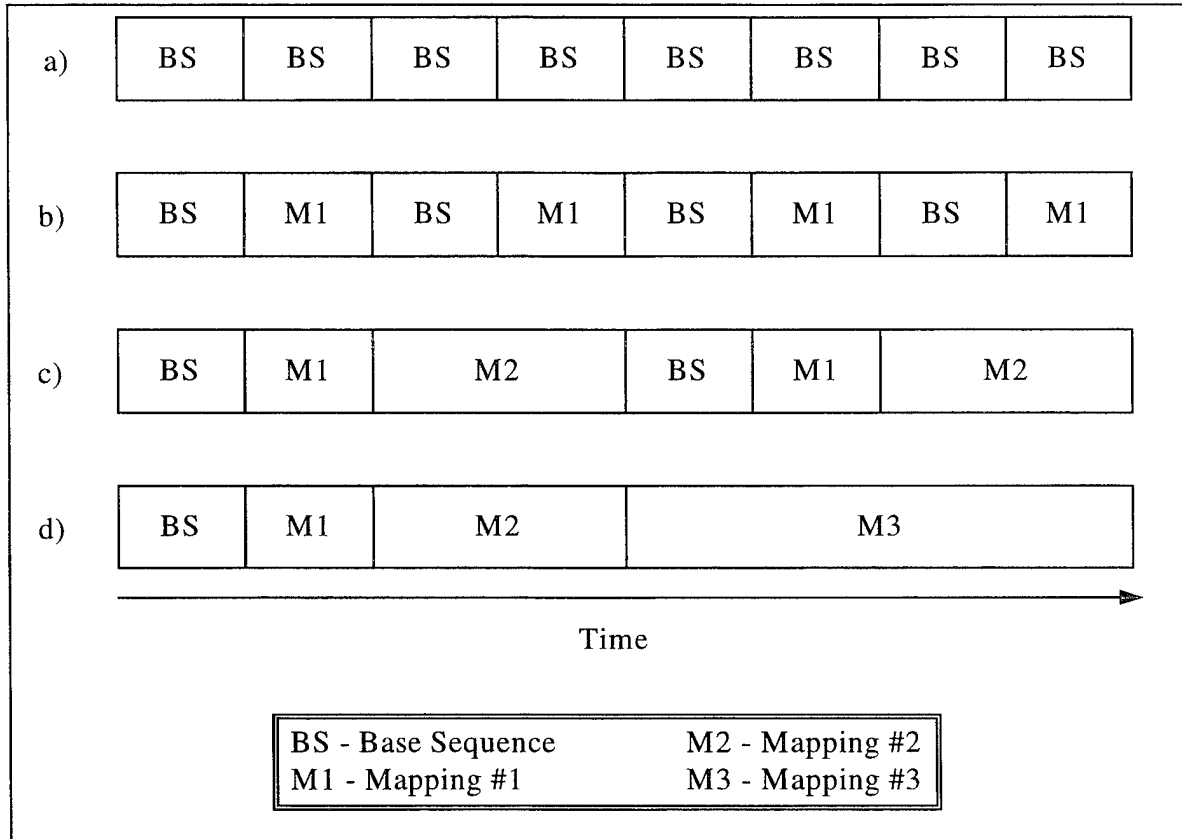 a) BS BS BS BS BS BS BS BS
b) BS M1 BS M1 BS M1 BS M1
c) BS M1 M2 BS M1 M2
d) BS M1 M2 M3
Time
BS - Base Sequence M2 - Mapping #2
M1 - Mapping #1 M3 - Mapping #3